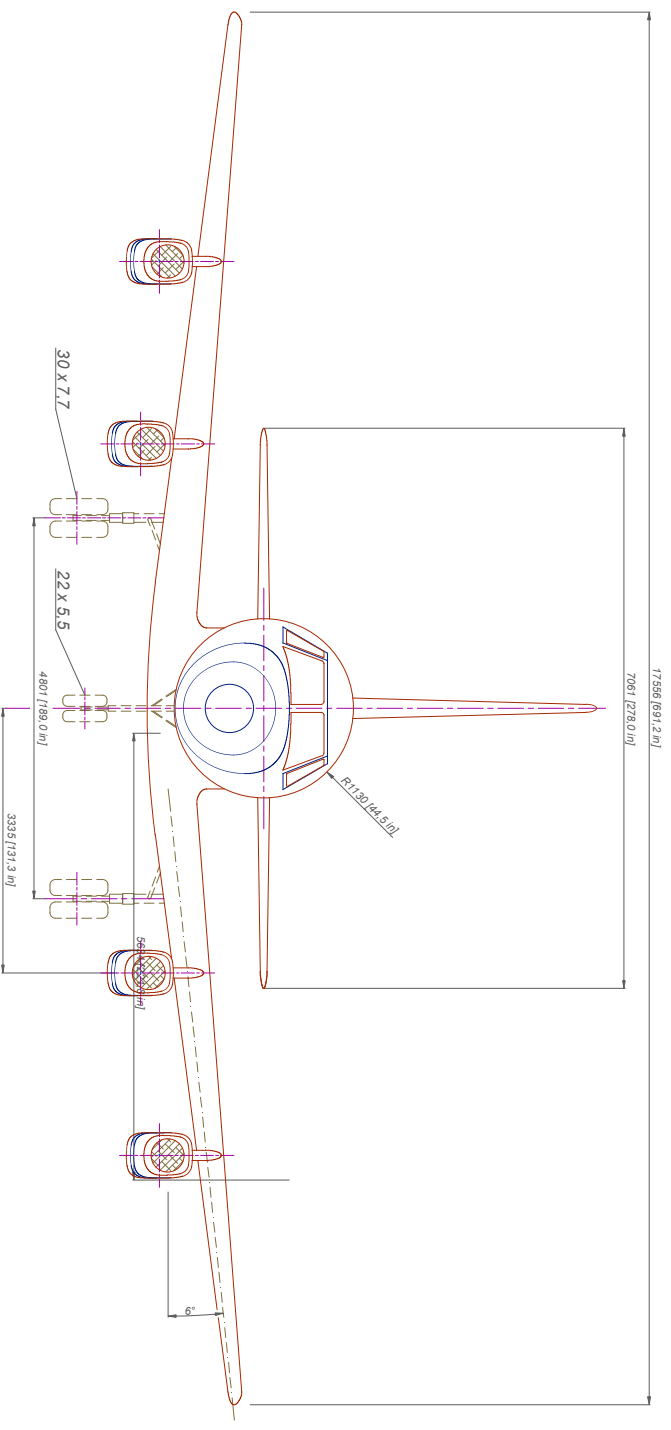 17556 [691,2 in]
7061 [278,0 in]
R1130 [44,5 in]
30 x 7.7
22 x 5,5
4801 [189,0 in]
3335 [131,3 in]
6°